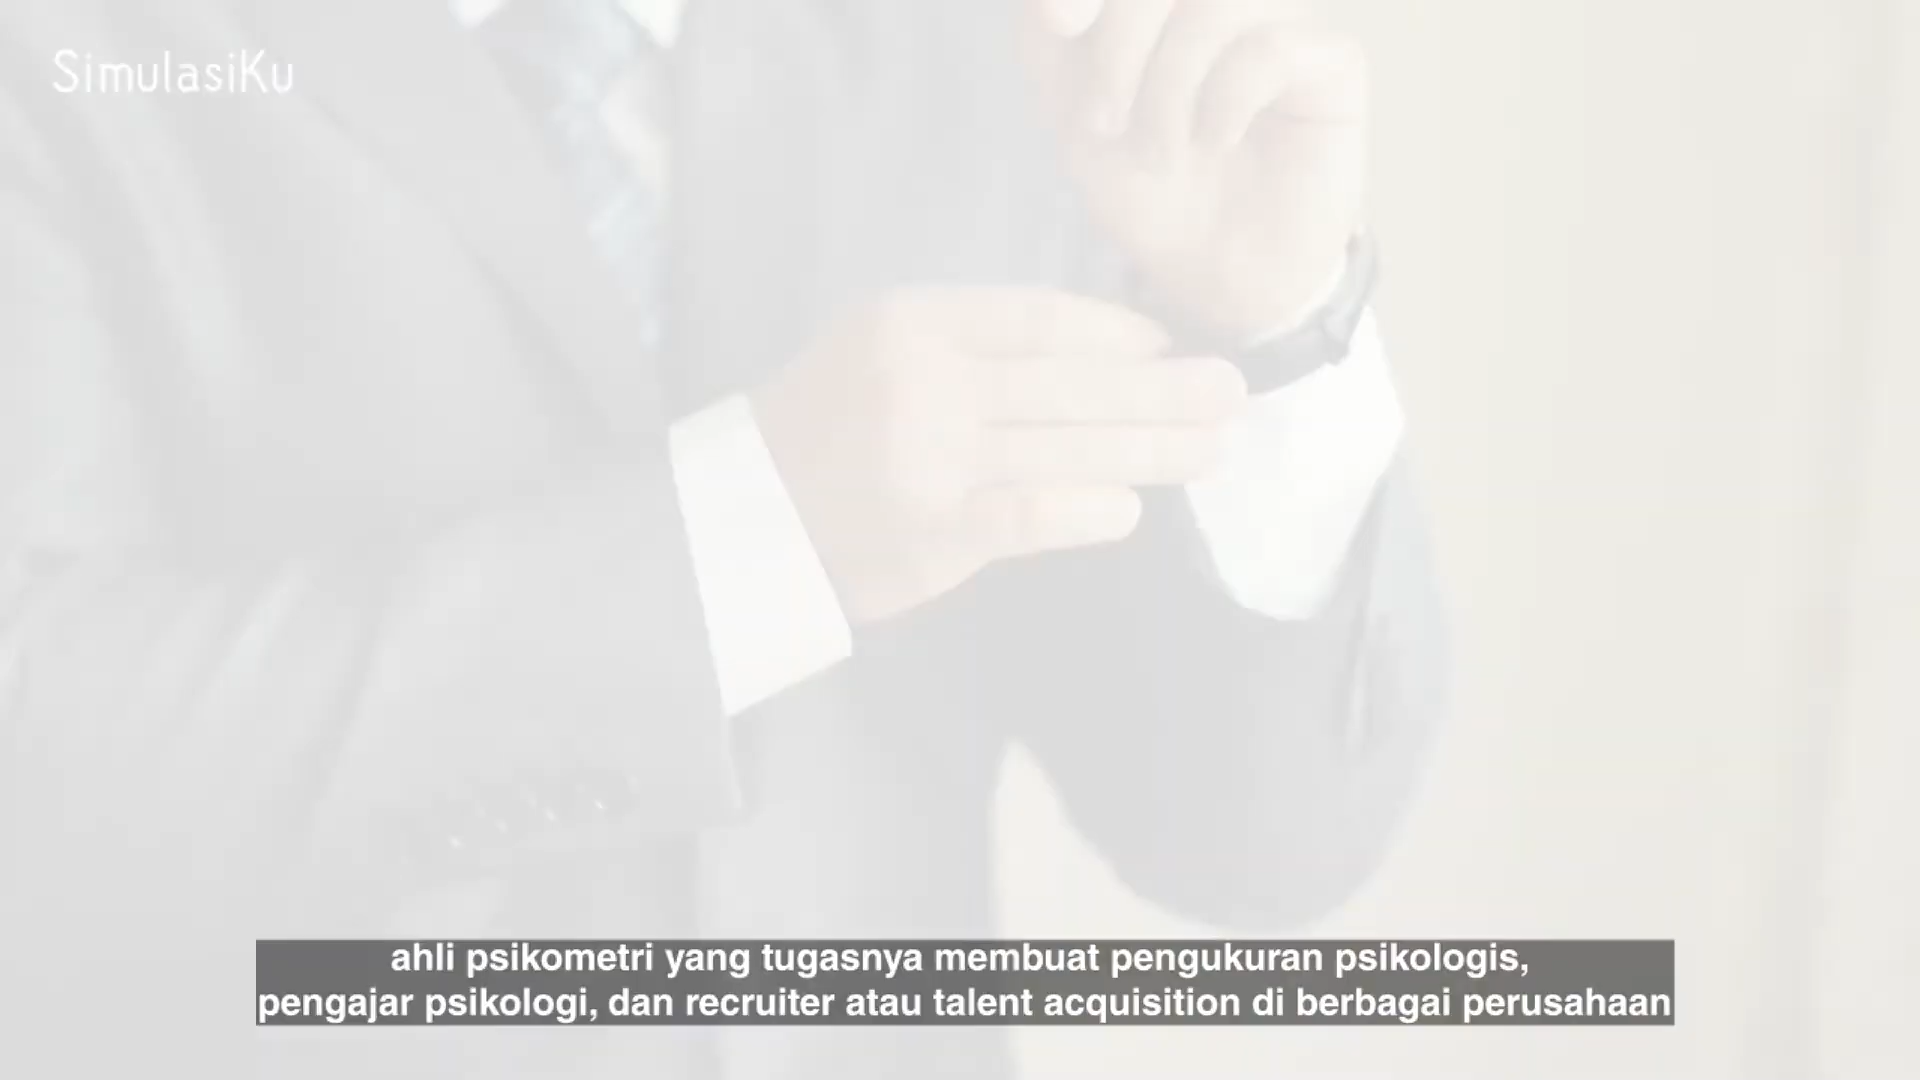 SimulasiKu
ahli psikometri yang tugasnya membuat pengukuran psikologis,
pengajar psikologi, dan recruiter atau talent acquisition di berbagai perusahaan